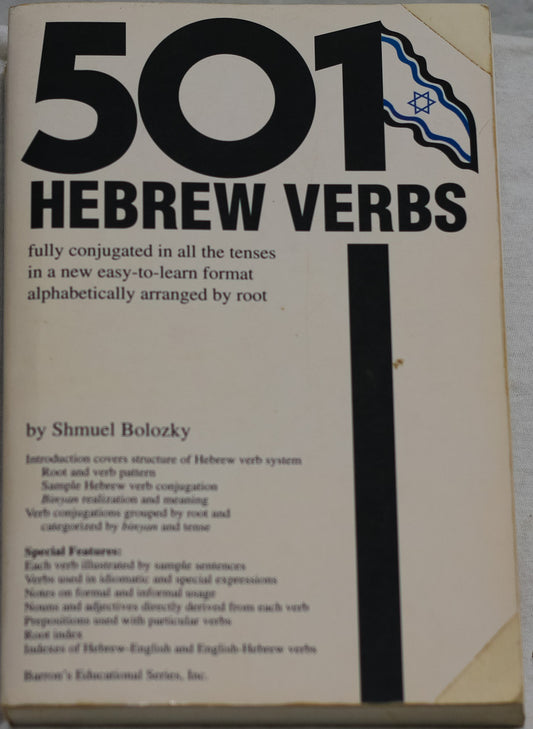 501
HEBREW VERBS
fully conjugated in all the tenses
in a new easy-to-learn format
alphabetically arranged by root
by Shmuel Bolozky
Introduction covers structure of Hebrew verb system
Root and verb pattern
Sample Hebrew verb conjugation
Binyan realization and meaning
Verb conjugations grouped by root and
categorized by binyan and tense
Special Features:
Each verb illustrated by sample sentences
Verbs used in idiomatic and special expressions
Notes on formal and informal usage
Nouns and adjectives directly derived from each verb
Prepositions used with particular verbs
Root index
Indexes of Hebrew-English and English-Hebrew verbs
Barron's Educational Series, Inc.